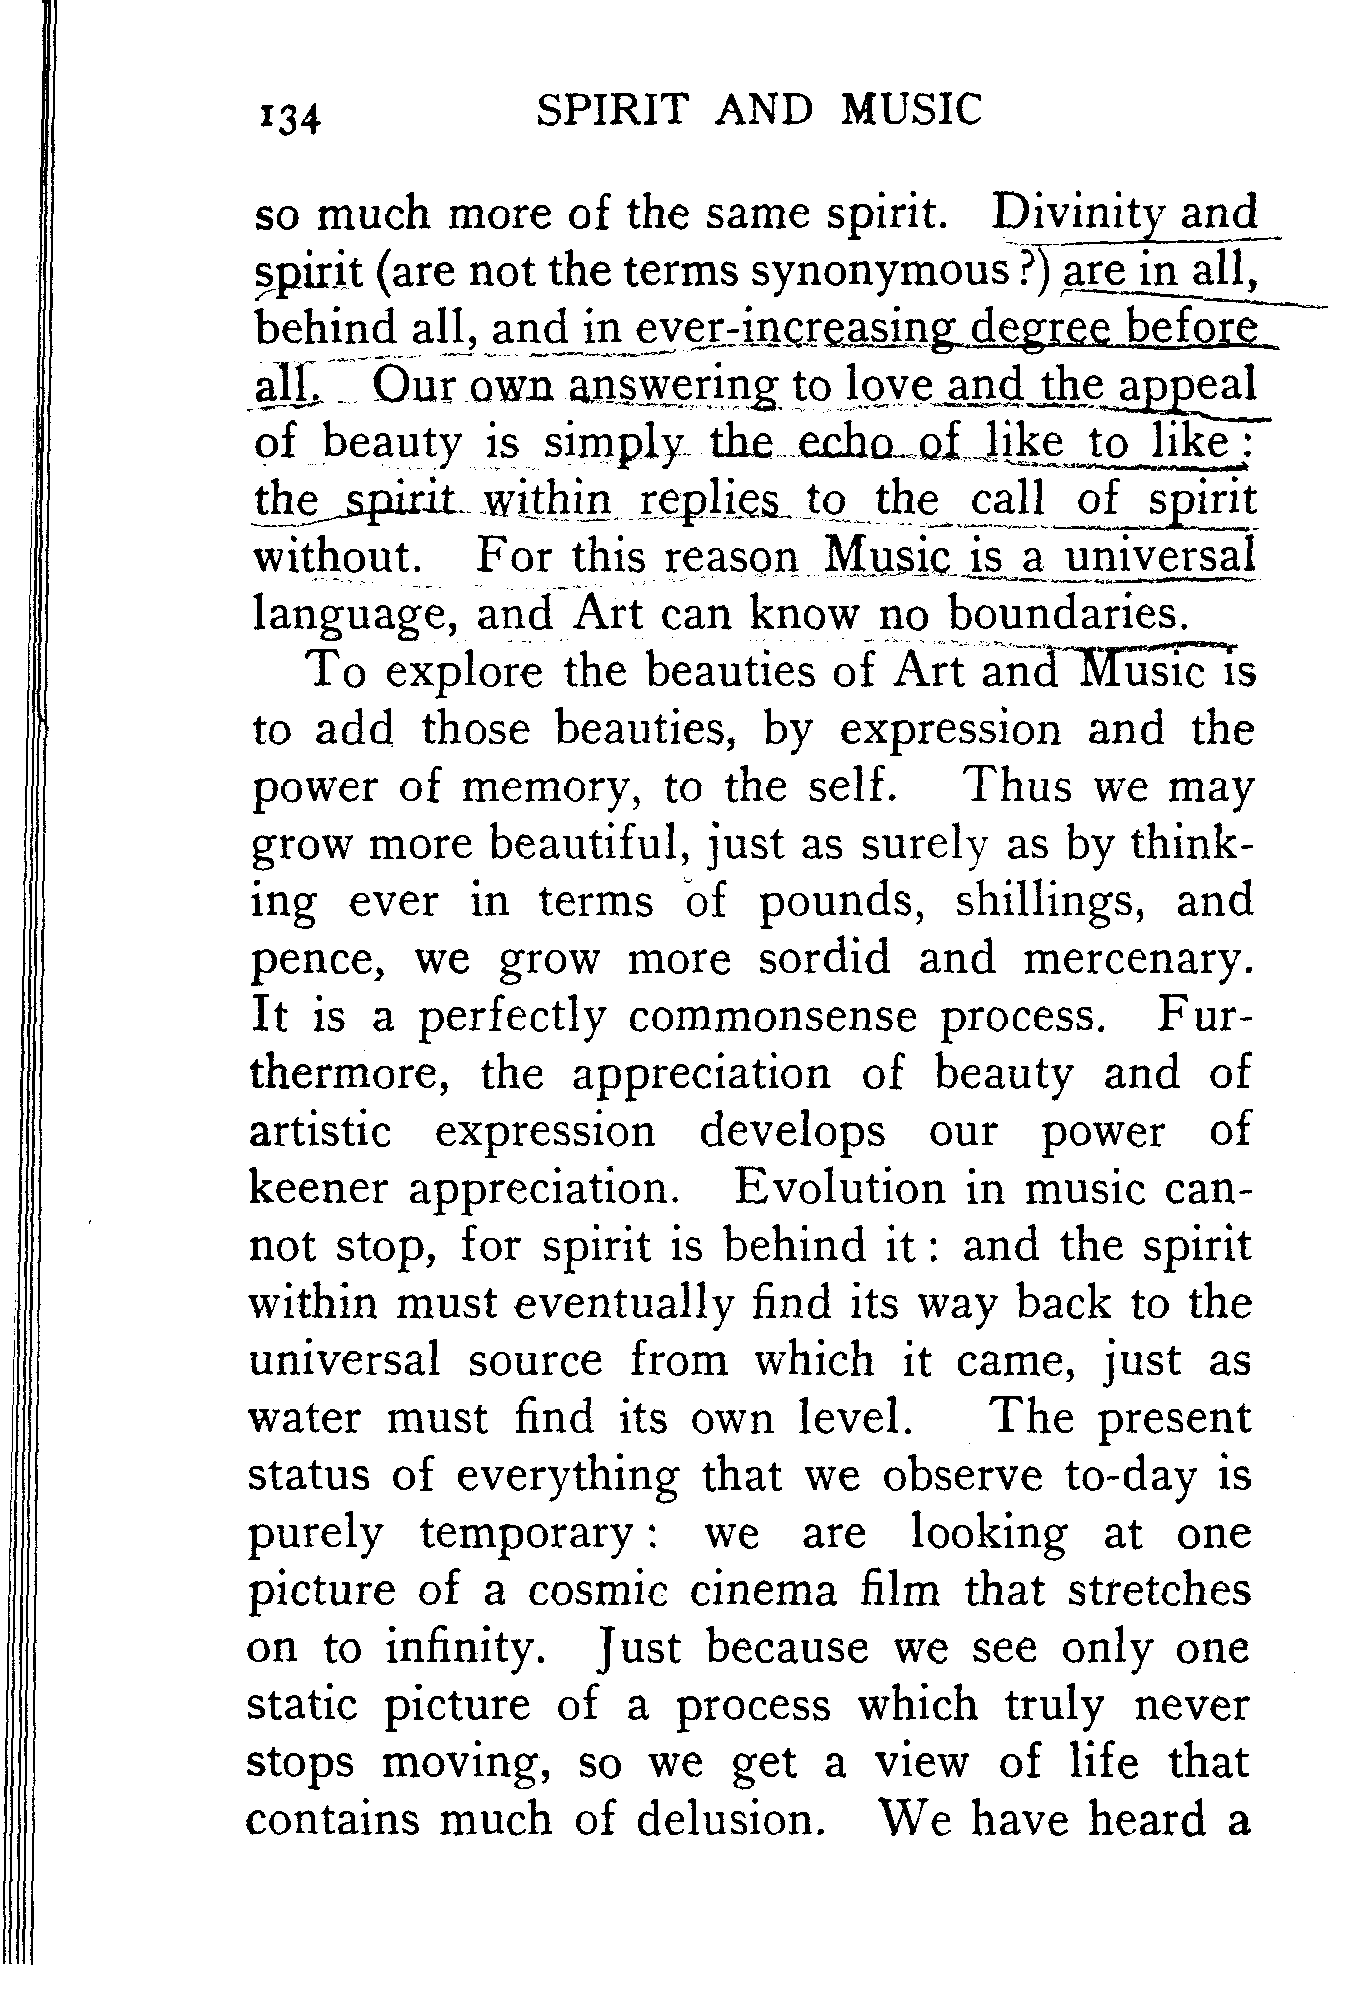 134 SPIRIT AND MUSIC
so much more of the same spirit. Divinity and
spirit (are not the terms synonymous ?) are in all,
behind all, and in ever-increasing degree before
all. Our own answering to love and the appeal
of beauty is simply the echo of like to like :
the spirit within replies to the call of spirit
without. For this reason Music is a universal
language, and Art can know no boundaries.
To explore the beauties of Art and Music is
to add those beauties, by expression and the
power of memory, to the self. Thus we may
grow more beautiful, just as surely as by think-
ing ever in terms of pounds, shillings, and
pence, we grow more sordid and mercenary.
It is a perfectly commonsense process. Fur-
thermore, the appreciation of beauty and of
artistic expression develops our power of
keener appreciation. Evolution in music can-
not stop, for spirit is behind it : and the spirit
within must eventually find its way back to the
universal source from which it came, just as
water must find its own level. The present
status of everything that we observe to-day is
purely temporary : we are looking at one
picture of a cosmic cinema film that stretches
on to infinity. Just because we see only one
static picture of a process which truly never
stops moving, so we get a view of life that
contains much of delusion. We have heard a